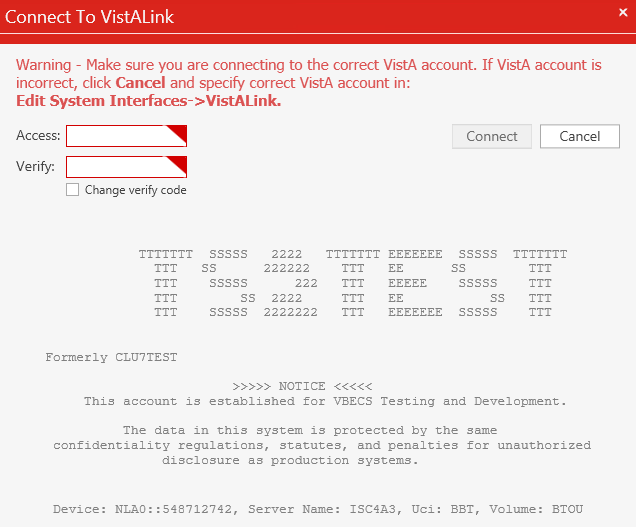 Connect To VistALink ×
Warning - Make sure you are connecting to the correct VistA account. If VistA account is
incorrect, click Cancel and specify correct VistA account in:
Edit System Interfaces->VistALink.
Access:
Connect
Cancel
Verify:
Change verify code
TTTTTTT  SSSSS   2222   TTTTTTT EEEEEEE  SSSSS  TTTTTTT
  TTT   SS      222222    TTT   EE      SS        TTT
  TTT    SSSSS      222   TTT   EEEEE    SSSSS    TTT
  TTT        SS  2222     TTT   EE           SS   TTT
  TTT    SSSSS  2222222   TTT   EEEEEEE  SSSSS    TTT
Formerly CLU7TEST
>>>>> NOTICE <<<<<
This account is established for VBECS Testing and Development.
The data in this system is protected by the same
confidentiality regulations, statutes, and penalties for unauthorized
disclosure as production systems.
Device: NLA0::548712742, Server Name: ISC4A3, Uci: BBT, Volume: BTOU